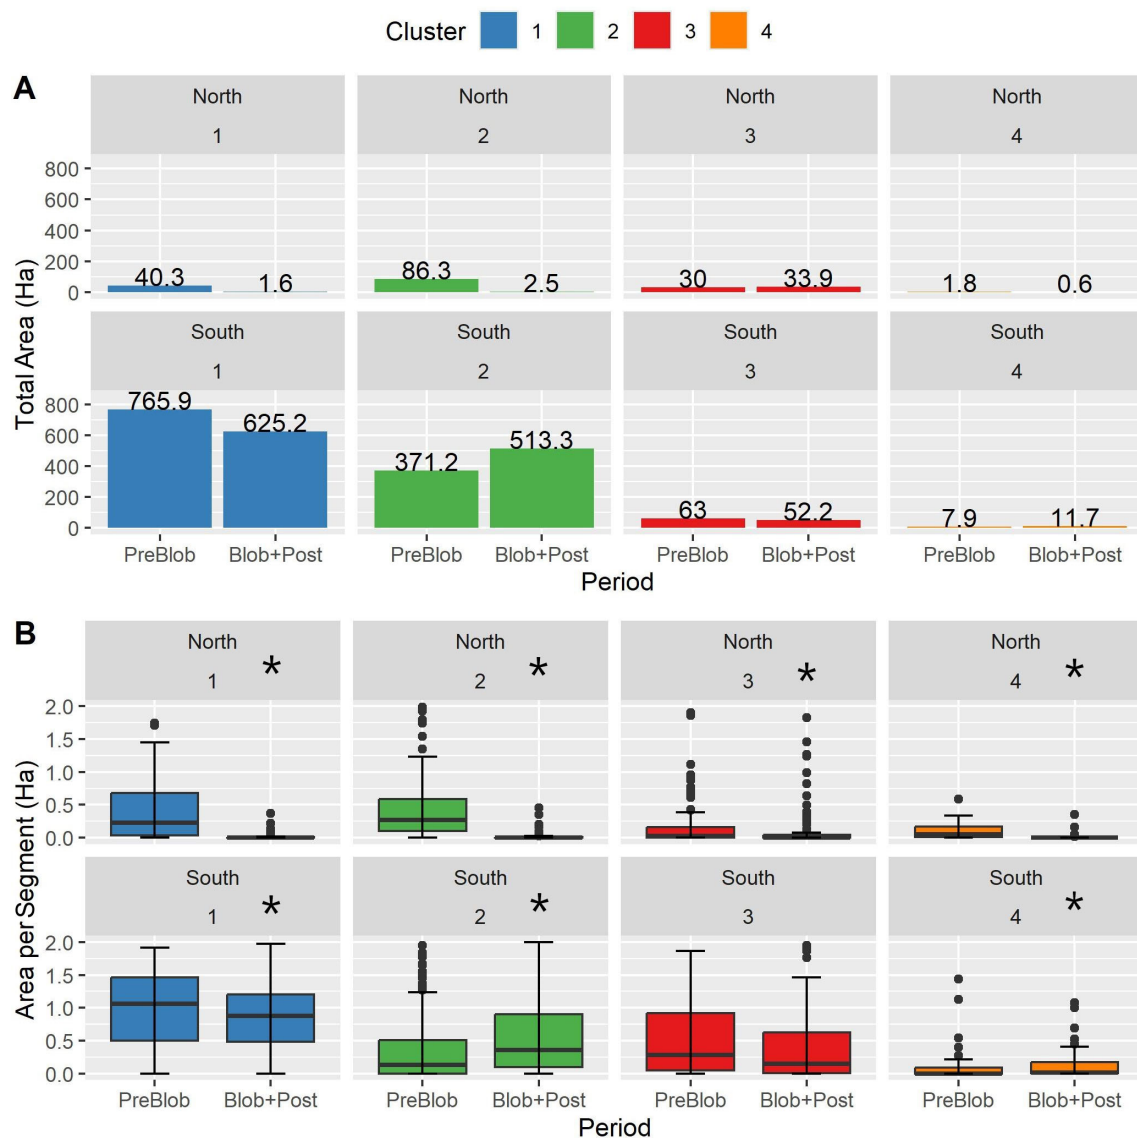 Cluster 1 2 3 4
A
North North North North
1 2 3 4
Total Area (Ha)
800
600
400
200
0
40.3 1.6 86.3 2.5 30 33.9 1.8 0.6
South South South South
1 2 3 4
800
600
400
200
0
765.9 625.2 371.2 513.3 63 52.2 7.9 11.7
PreBlob Blob+Post PreBlob Blob+Post PreBlob Blob+Post PreBlob Blob+Post
Period
B
North North North North
1 * 2 * 3 * 4 *
Area per Segment (Ha)
2.0
1.5
1.0
0.5
0.0
South South South South
1 * 2 * 3 4 *
2.0
1.5
1.0
0.5
0.0
PreBlob Blob+Post PreBlob Blob+Post PreBlob Blob+Post PreBlob Blob+Post
Period